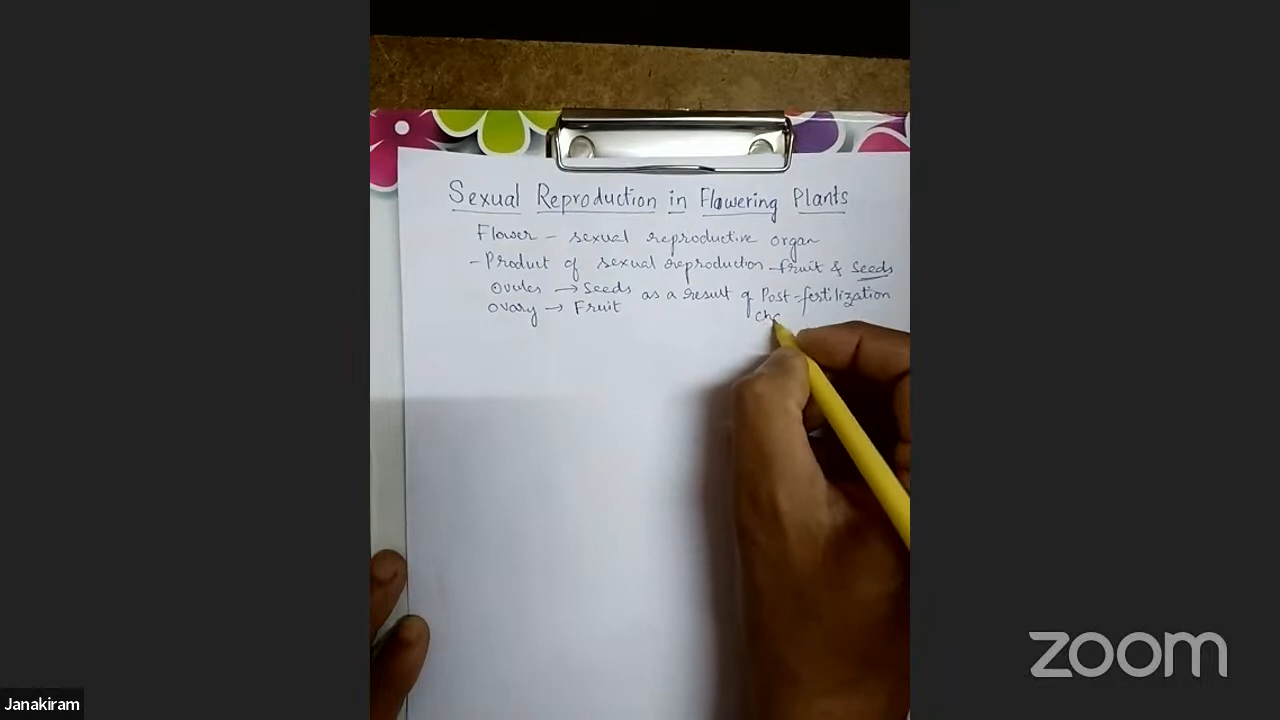 Sexual Reproduction in Flowering Plants
Flower - sexual reproductive organ
- Product of sexual reproduction - fruit & seeds
Ovules → Seeds as a result of Post-fertilization
Ovary → Fruit
cha
zoom
Janakiram